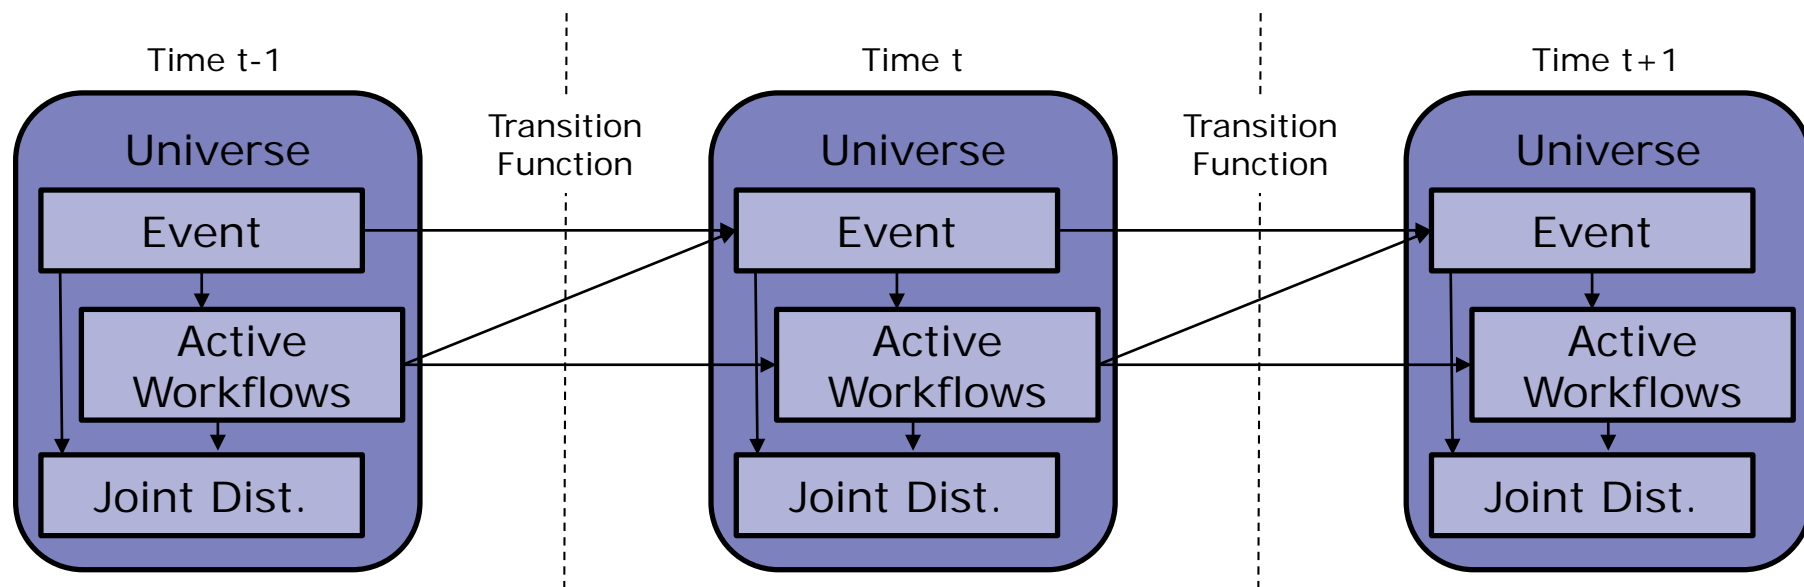 Time t-1
Time t
Time t+1
Transition
Function
Transition
Function
Universe
Event
Active
Workflows
Joint Dist.
Universe
Event
Active
Workflows
Joint Dist.
Universe
Event
Active
Workflows
Joint Dist.